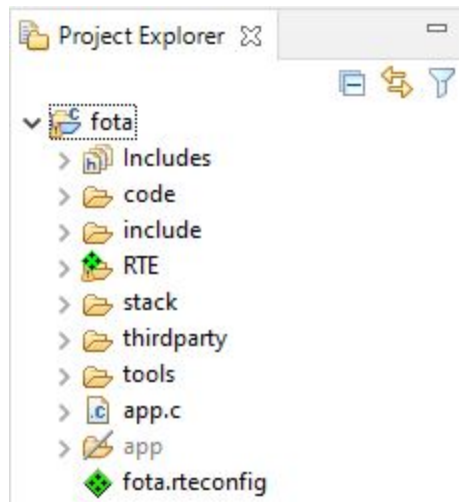 Project Explorer
fota
Includes
code
include
RTE
stack
thirdparty
tools
app.c
app
fota.rteconfig